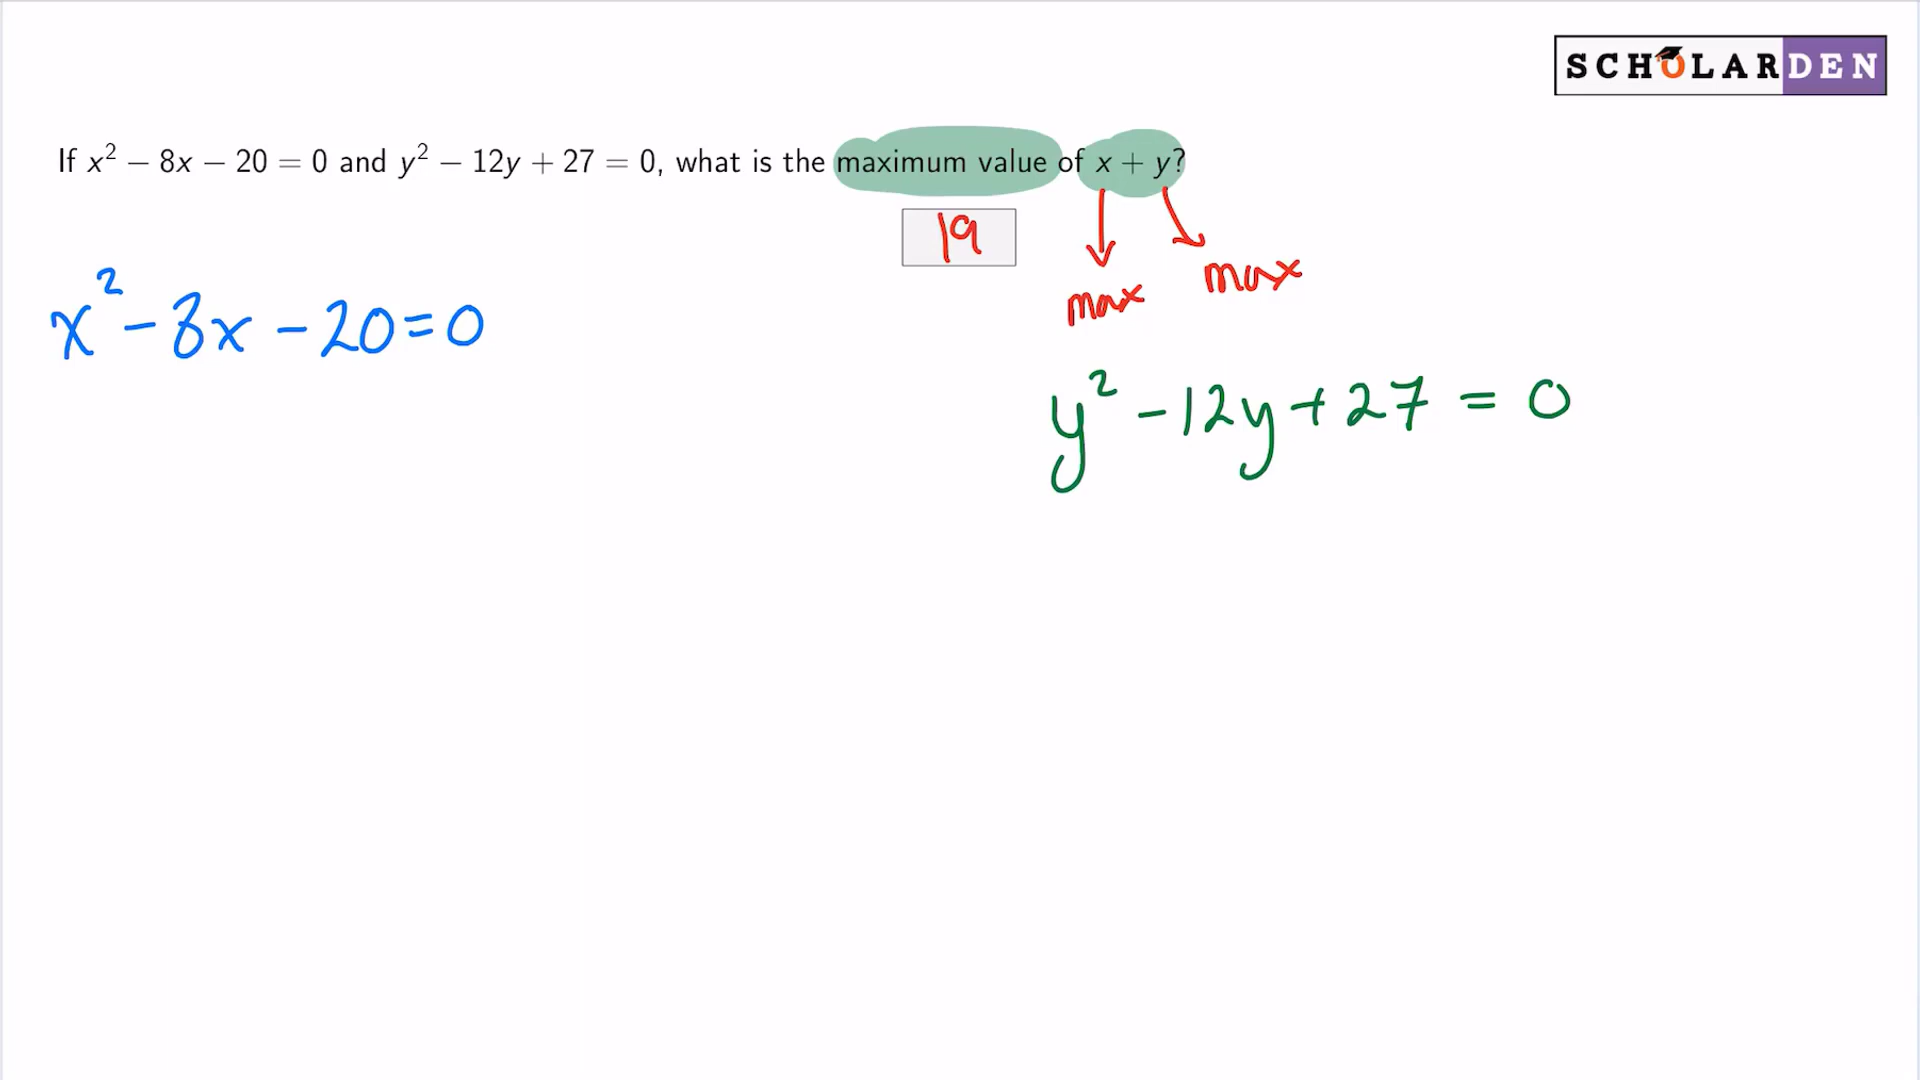 SCHOLARDEN
If x² − 8x − 20 = 0 and y² − 12y + 27 = 0, what is the maximum value of x + y?
19
max
max
x² - 8x - 20 = 0
y² - 12y + 27 = 0